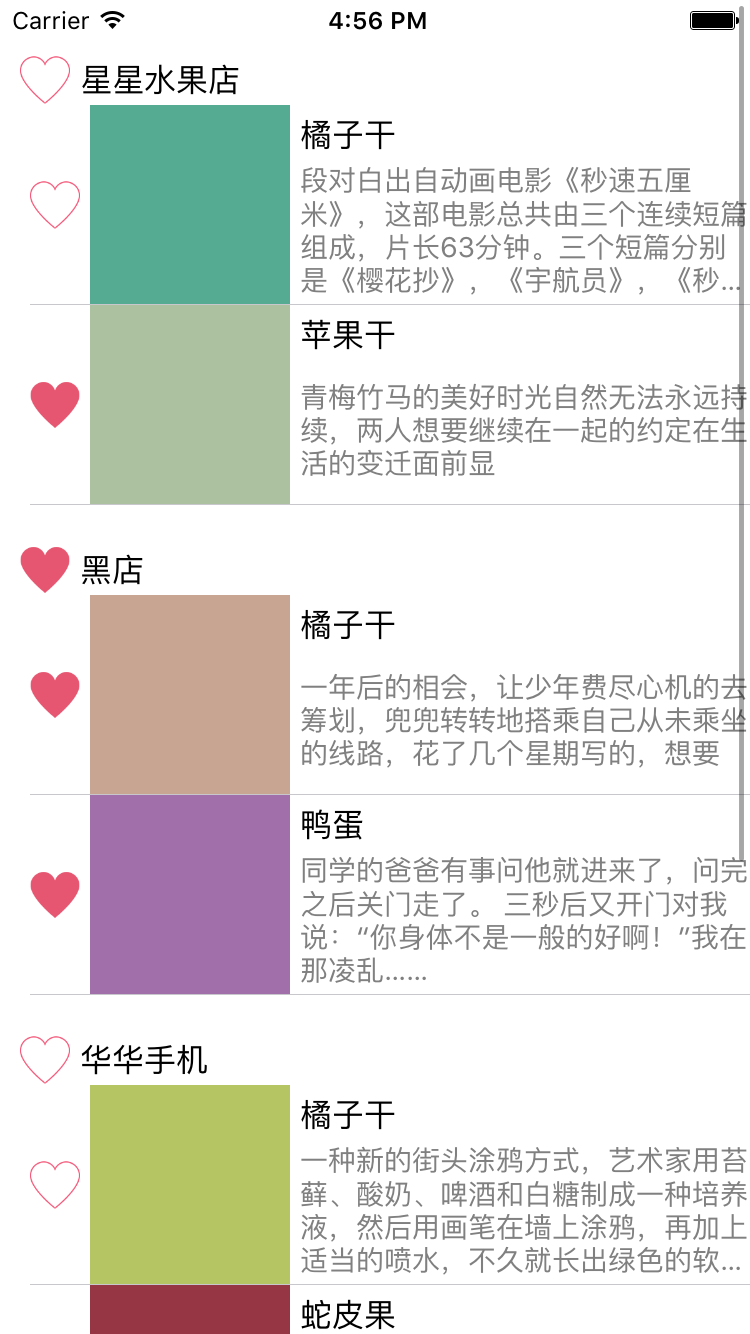 Carrier 4:56 PM
星星水果店
橘子干
段对白出自动画电影《秒速五厘
米》，这部电影总共由三个连续短篇
组成，片长63分钟。三个短篇分别
是《樱花抄》，《宇航员》，《秒...
苹果干
青梅竹马的美好时光自然无法永远持
续，两人想要继续在一起的约定在生
活的变迁面前显
黑店
橘子干
一年后的相会，让少年费尽心机的去
筹划，兜兜转转地搭乘自己从未乘坐
的线路，花了几个星期写的，想要
鸭蛋
同学的爸爸有事问他就进来了，问完
之后关门走了。 三秒后又开门对我
说：“你身体不是一般的好啊！”我在
那凌乱......
华华手机
橘子干
一种新的街头涂鸦方式，艺术家用苔
藓、酸奶、啤酒和白糖制成一种培养
液，然后用画笔在墙上涂鸦，再加上
适当的喷水，不久就长出绿色的软...
蛇皮果